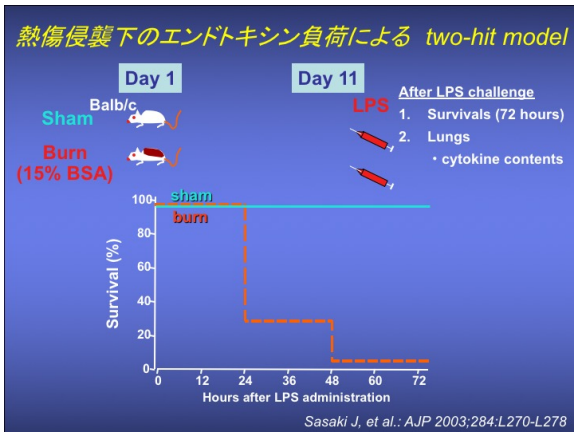 熱傷侵襲下のエンドトキシン負荷による two-hit model
Day 1
Day 11
Balb/c
Sham
Burn
(15% BSA)
LPS
After LPS challenge
1. Survivals (72 hours)
2. Lungs
・cytokine contents
sham
burn
Survival (%)
100
80
60
40
20
0
0 12 24 36 48 60 72
Hours after LPS administration
Sasaki J, et al.: AJP 2003;284:L270-L278